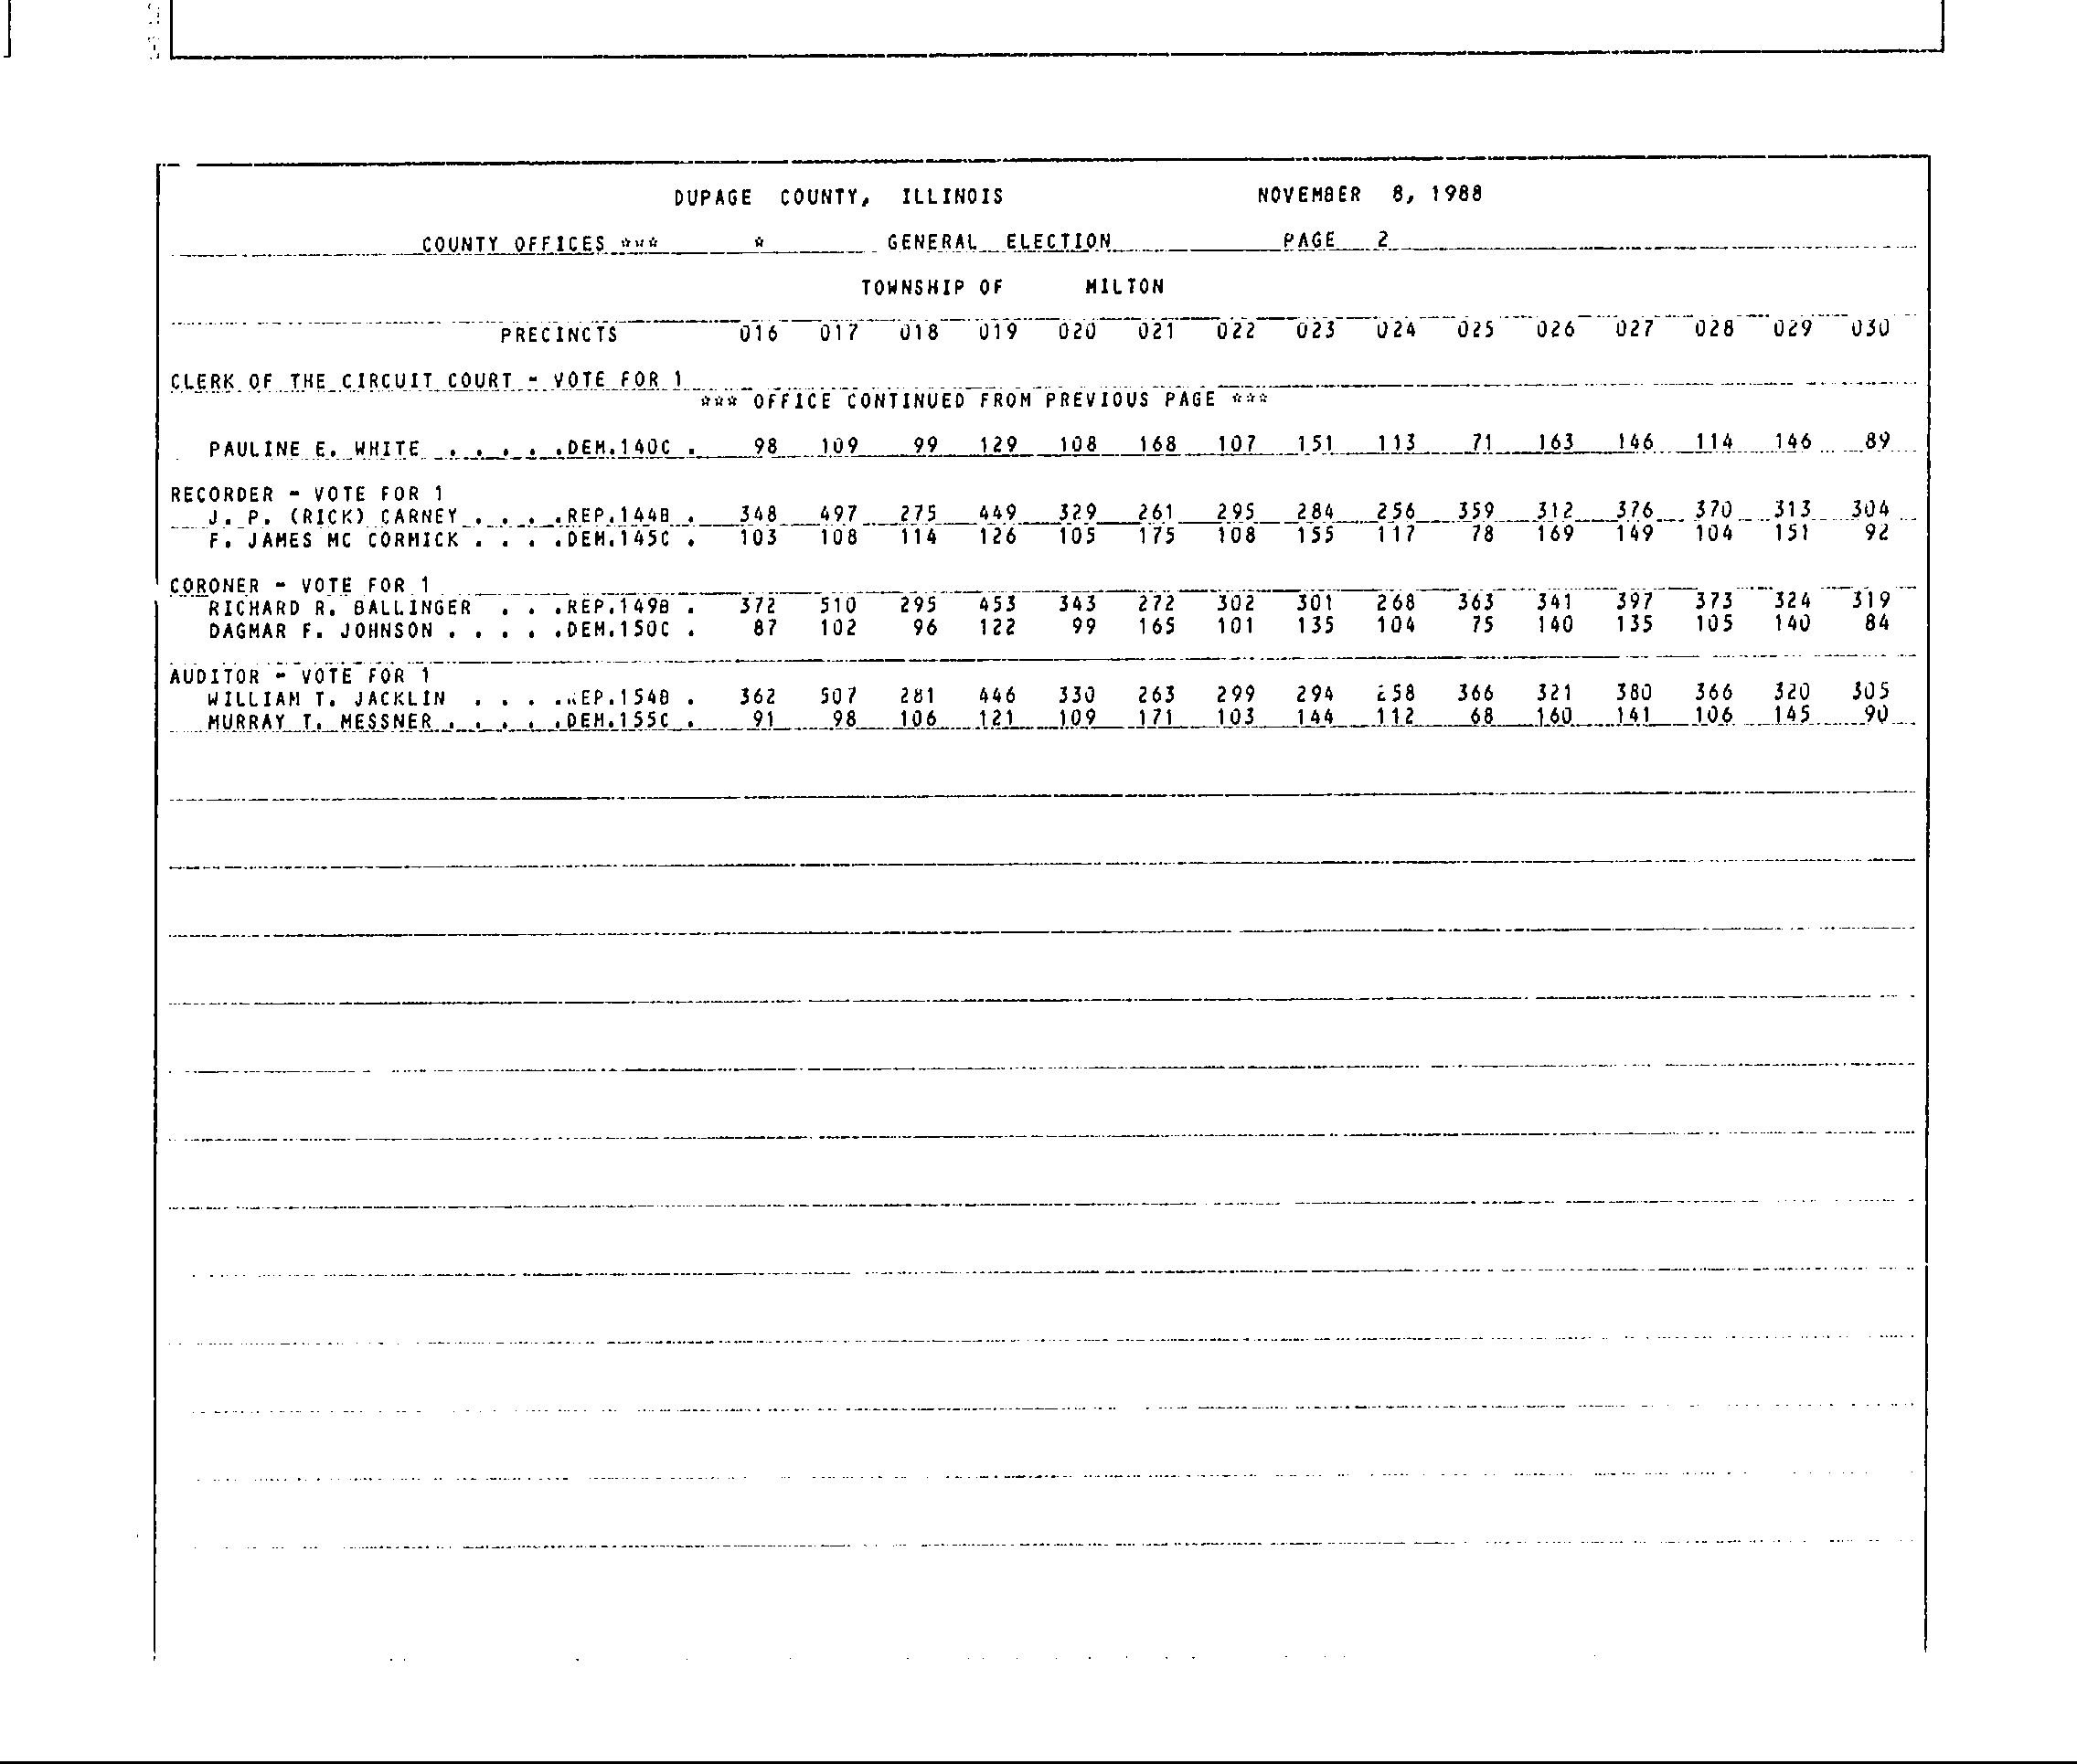 DUPAGE COUNTY, ILLINOIS NOVEMBER 8, 1988
COUNTY OFFICES *** * GENERAL ELECTION PAGE 2
TOWNSHIP OF MILTON
PRECINCTS 016 017 018 019 020 021 022 023 024 025 026 027 028 029 030
CLERK OF THE CIRCUIT COURT - VOTE FOR 1
*** OFFICE CONTINUED FROM PREVIOUS PAGE ***
PAULINE E. WHITE . . . . .DEM.140C . 98 109 99 129 108 168 107 151 113 71 163 146 114 146 89
RECORDER - VOTE FOR 1
J. P. (RICK) CARNEY . . . .REP.144B . 348 497 275 449 329 261 295 284 256 359 312 376 370 313 304
F. JAMES MC CORMICK . . . .DEM.145C . 103 108 114 126 105 175 108 155 117 78 169 149 104 151 92
CORONER - VOTE FOR 1
RICHARD R. BALLINGER . . .REP.149B . 372 510 295 453 343 272 302 301 268 363 341 397 373 324 319
DAGMAR F. JOHNSON . . . . .DEM.150C . 87 102 96 122 99 165 101 135 104 75 140 135 105 140 84
AUDITOR - VOTE FOR 1
WILLIAM T. JACKLIN . . . .REP.154B . 362 507 281 446 330 263 299 294 258 366 321 380 366 320 305
MURRAY T. MESSNER . . . . .DEM.155C . 91 98 106 121 109 171 103 144 112 68 160 141 106 145 90